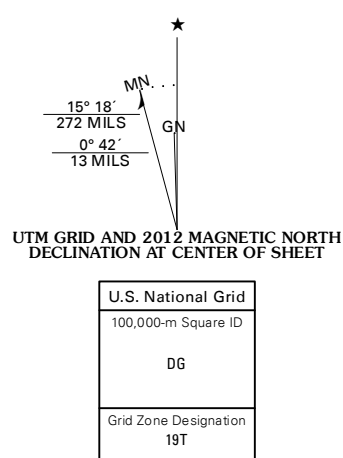 ★
MN
15° 18´
272 MILS
GN
0° 42´
13 MILS
UTM GRID AND 2012 MAGNETIC NORTH
DECLINATION AT CENTER OF SHEET
U.S. National Grid
100,000-m Square ID
DG
Grid Zone Designation
19T